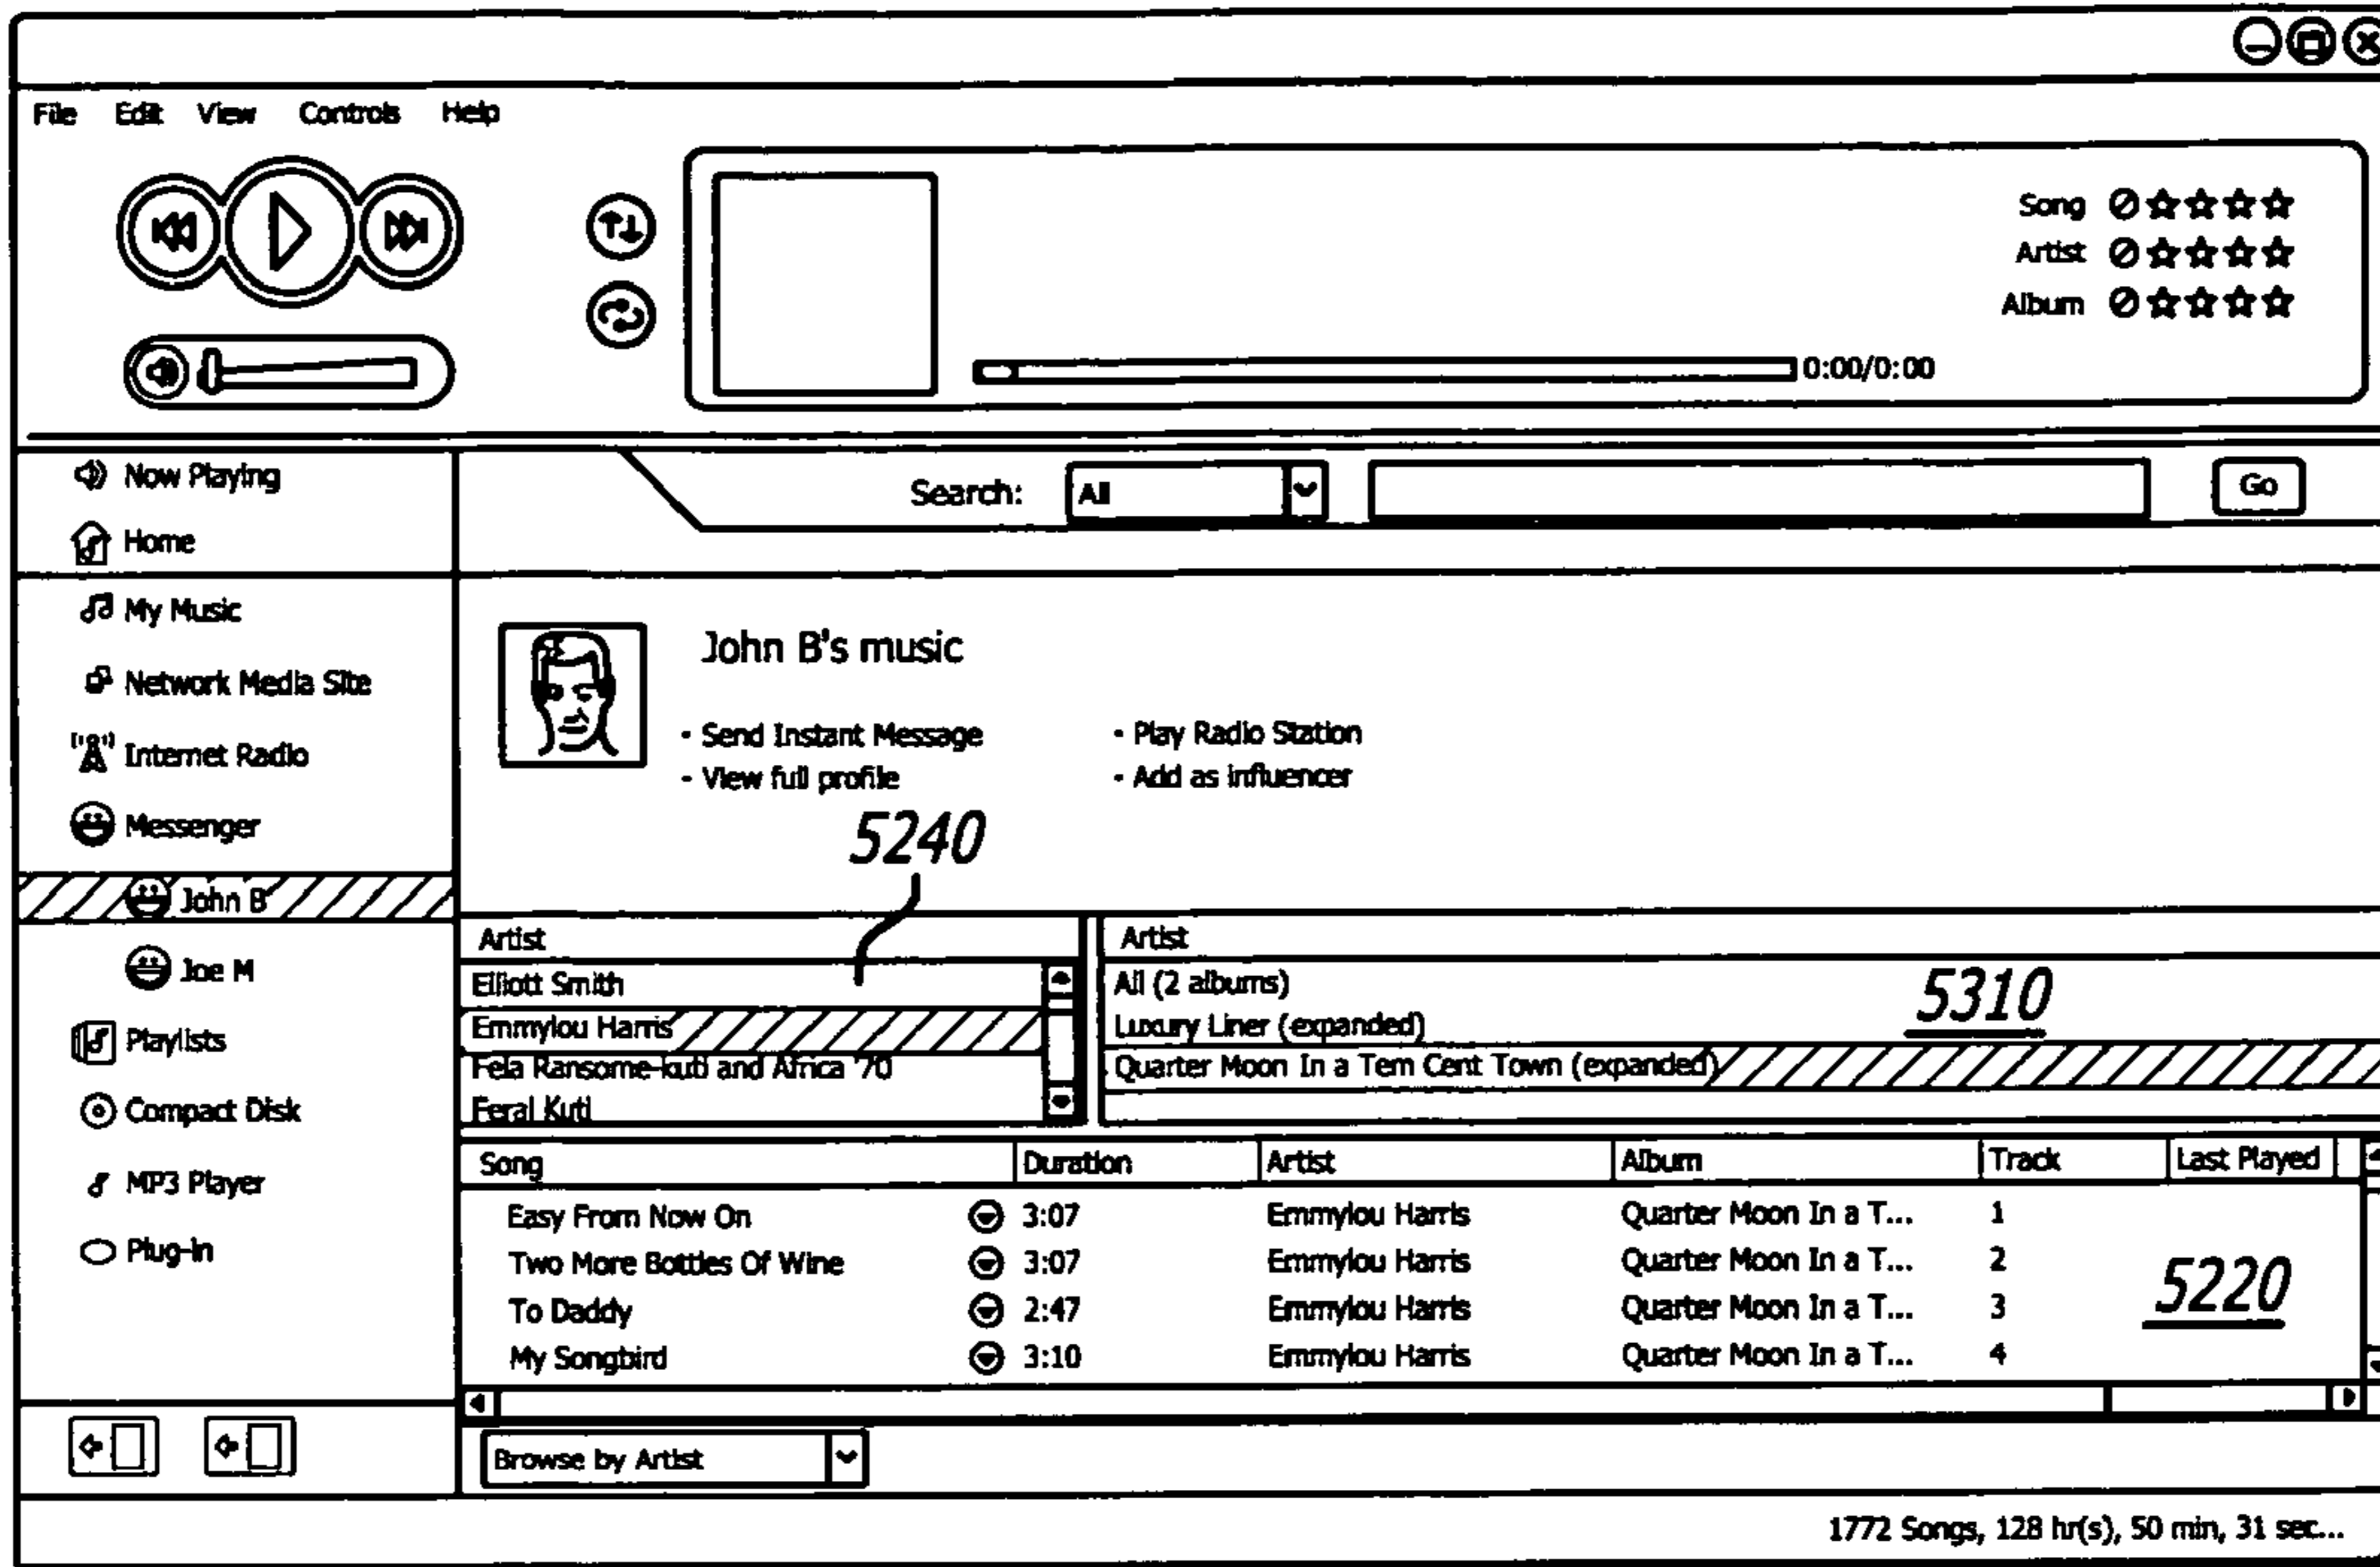 File Edit View Controls Help
Song
Artist
Album
0:00/0:00
Now Playing
Home
My Music
Network Media Site
Internet Radio
Messenger
John B
Joe M
Playlists
Compact Disk
MP3 Player
Plug-in
Search: All Go
John B's music
- Send Instant Message - Play Radio Station
- View full profile - Add as influencer
5240
Artist
Elliott Smith
Emmylou Harris
Fela Ransome-kuti and Africa '70
Feral Kuti
Artist
All (2 albums)
Luxury Liner (expanded)
Quarter Moon In a Tem Cent Town (expanded)
5310
Song Duration Artist Album Track Last Played
Easy From Now On 3:07 Emmylou Harris Quarter Moon In a T... 1
Two More Bottles Of Wine 3:07 Emmylou Harris Quarter Moon In a T... 2
To Daddy 2:47 Emmylou Harris Quarter Moon In a T... 3
My Songbird 3:10 Emmylou Harris Quarter Moon In a T... 4
5220
Browse by Artist
1772 Songs, 128 hr(s), 50 min, 31 sec...